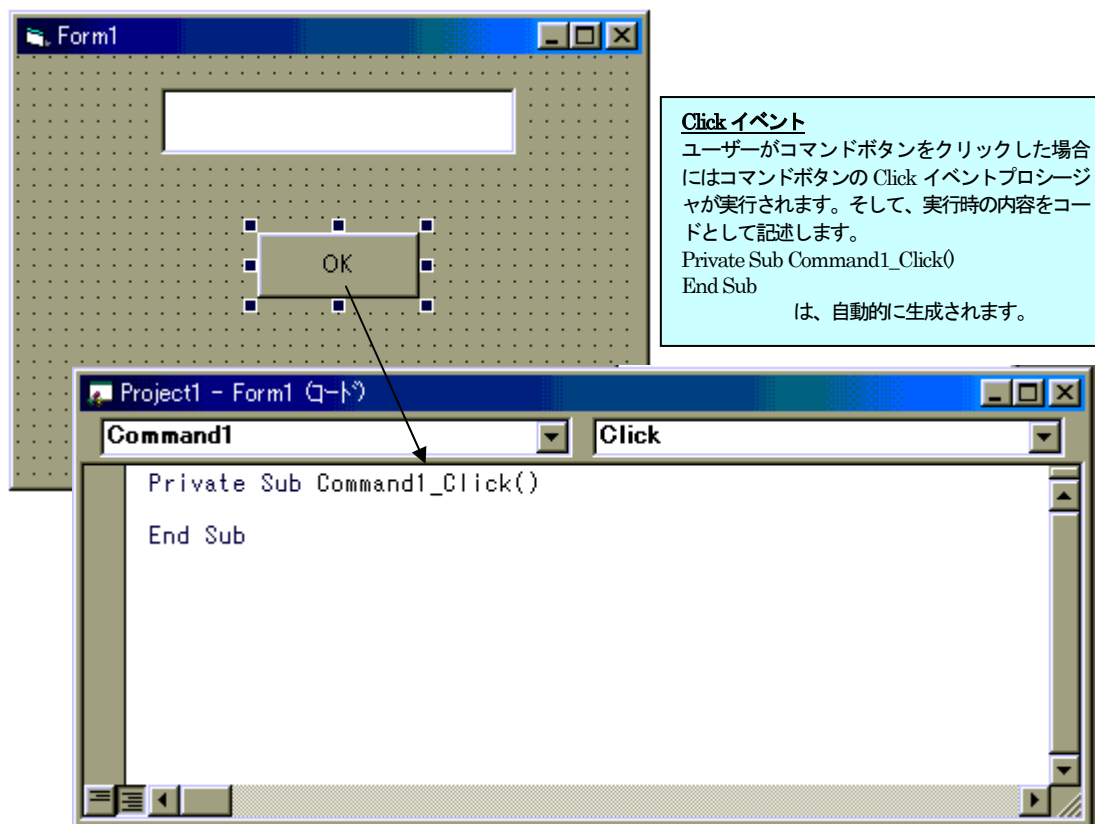 Form1
Click イベント
ユーザーがコマンドボタンをクリックした場合
にはコマンドボタンの Click イベントプロシージ
ャが実行されます。そして、実行時の内容をコー
ドとして記述します。
Private Sub Command1_Click()
End Sub
は、自動的に生成されます。
OK
Project1 - Form1 (コード)
Command1
Click
Private Sub Command1_Click()
End Sub